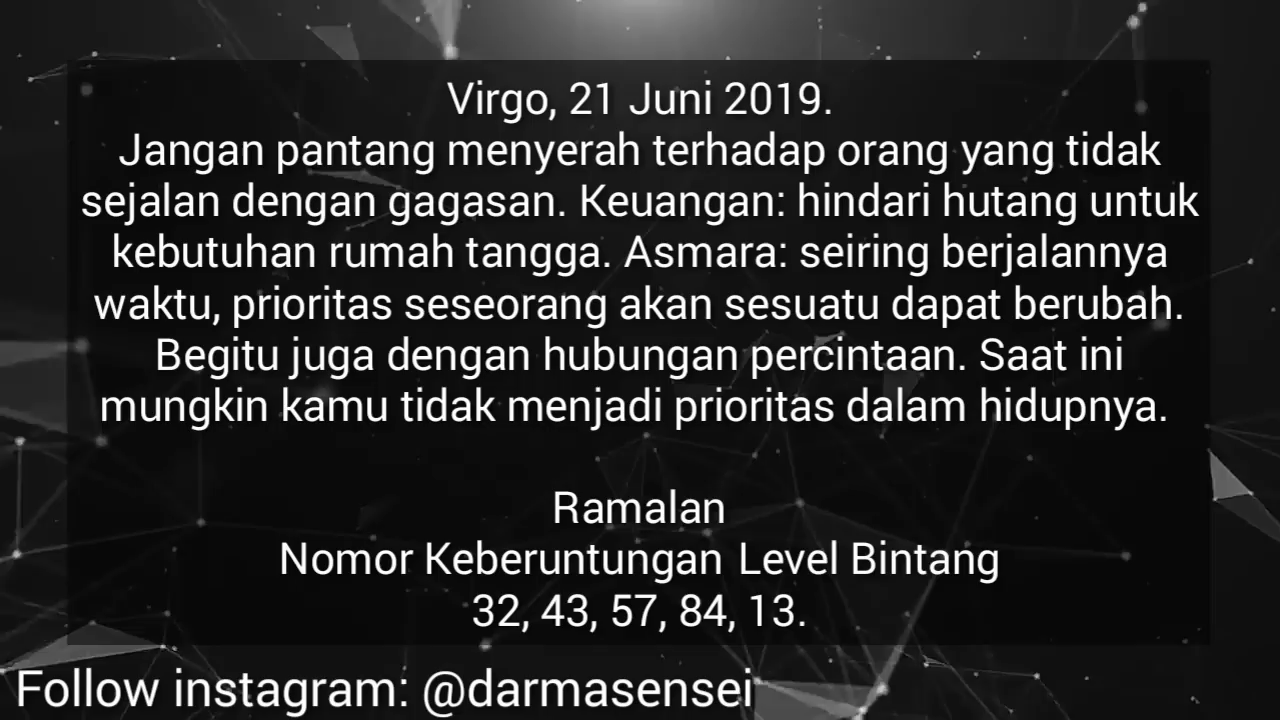 Virgo, 21 Juni 2019.
Jangan pantang menyerah terhadap orang yang tidak
sejalan dengan gagasan. Keuangan: hindari hutang untuk
kebutuhan rumah tangga. Asmara: seiring berjalannya
waktu, prioritas seseorang akan sesuatu dapat berubah.
Begitu juga dengan hubungan percintaan. Saat ini
mungkin kamu tidak menjadi prioritas dalam hidupnya.
Ramalan
Nomor Keberuntungan Level Bintang
32, 43, 57, 84, 13.
Follow instagram: @darmasensei